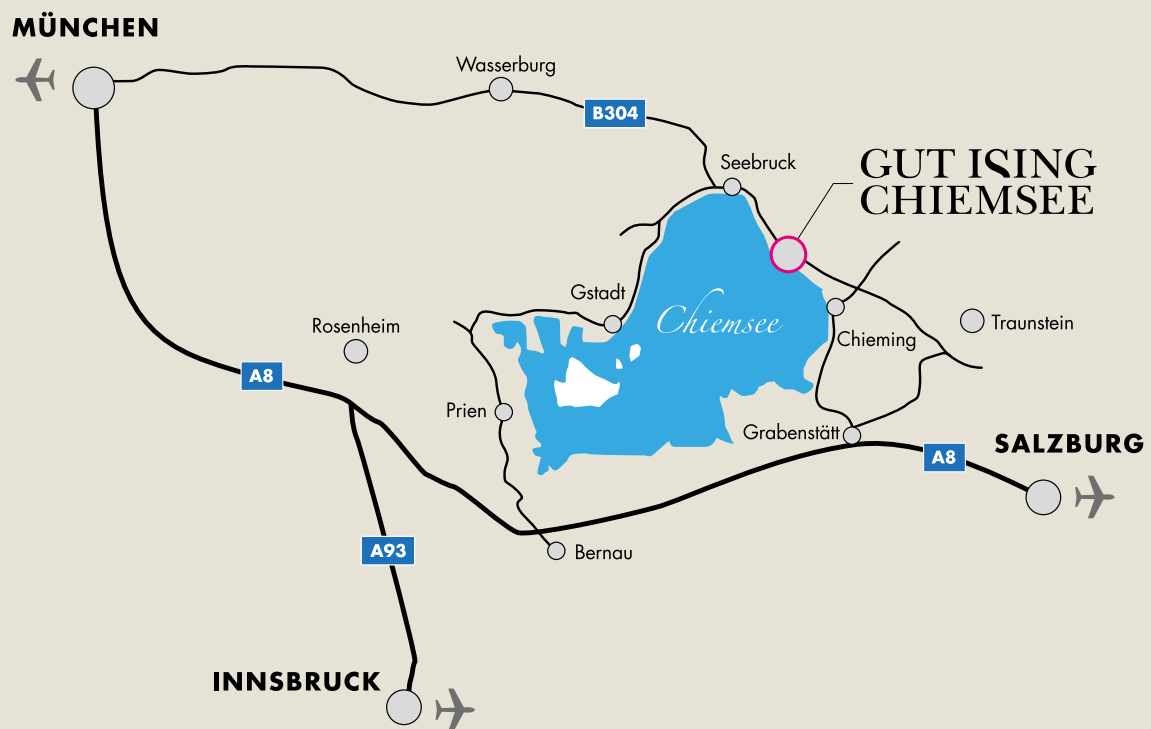 MÜNCHEN
Wasserburg
B304
Seebruck
GUT ISING
CHIEMSEE
Gstadt
Chiemsee
Rosenheim
Traunstein
Chieming
A8
Prien
Grabenstätt
SALZBURG
A8
A93
Bernau
INNSBRUCK